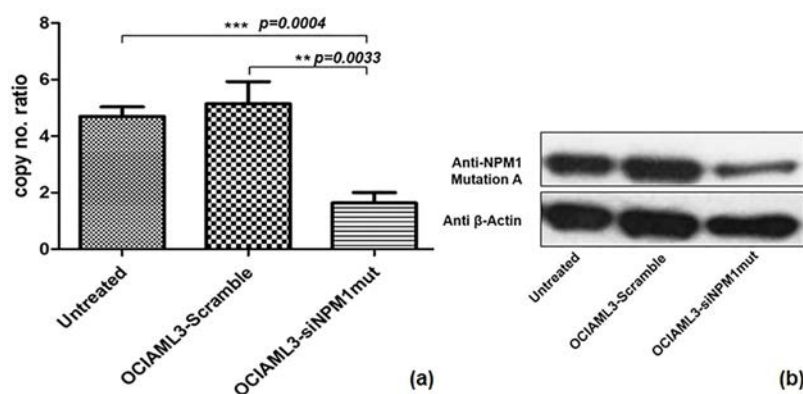 8
6
4
2
0
copy no. ratio
*** p=0.0004
** p=0.0033
Untreated
OCIAML3-Scramble
OCIAML3-siNPM1mut
(a)
Anti-NPM1
Mutation A
Anti β-Actin
Untreated
OCIAML3-Scramble
OCIAML3-siNPM1mut
(b)